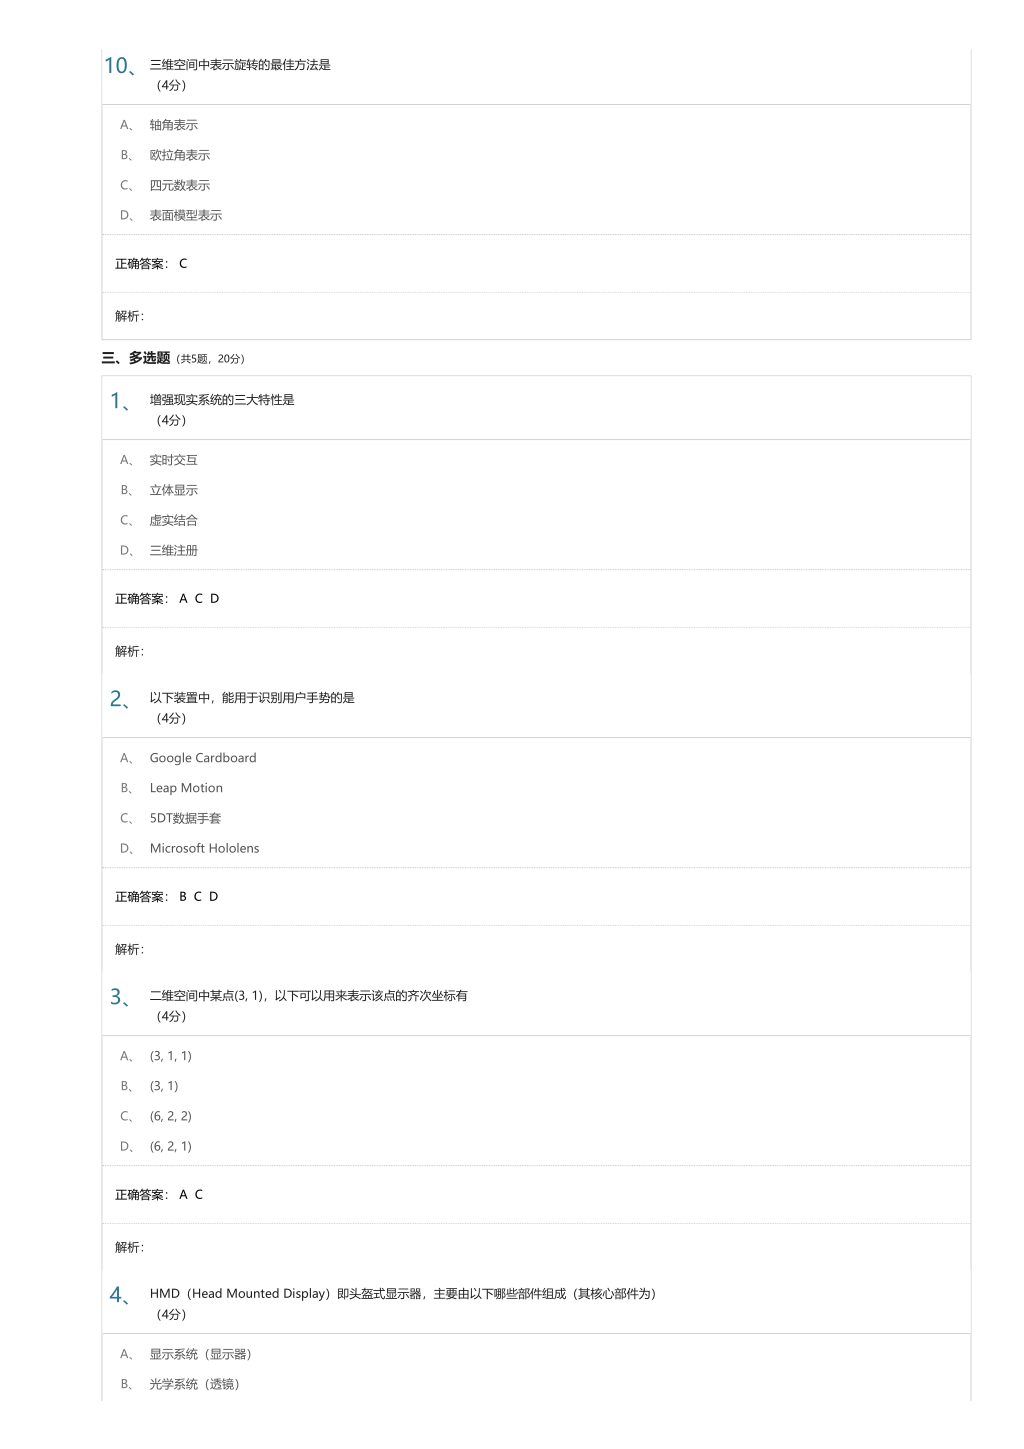 10、 三维空间中表示旋转的最佳方法是
（4分）
A、 轴角表示
B、 欧拉角表示
C、 四元数表示
D、 表面模型表示
正确答案： C
解析：
三、多选题（共5题，20分）
1、 增强现实系统的三大特性是
（4分）
A、 实时交互
B、 立体显示
C、 虚实结合
D、 三维注册
正确答案： A C D
解析：
2、 以下装置中，能用于识别用户手势的是
（4分）
A、 Google Cardboard
B、 Leap Motion
C、 5DT数据手套
D、 Microsoft Hololens
正确答案： B C D
解析：
3、 二维空间中某点(3, 1)，以下可以用来表示该点的齐次坐标有
（4分）
A、 (3, 1, 1)
B、 (3, 1)
C、 (6, 2, 2)
D、 (6, 2, 1)
正确答案： A C
解析：
4、 HMD（Head Mounted Display）即头盔式显示器，主要由以下哪些部件组成（其核心部件为）
（4分）
A、 显示系统（显示器）
B、 光学系统（透镜）